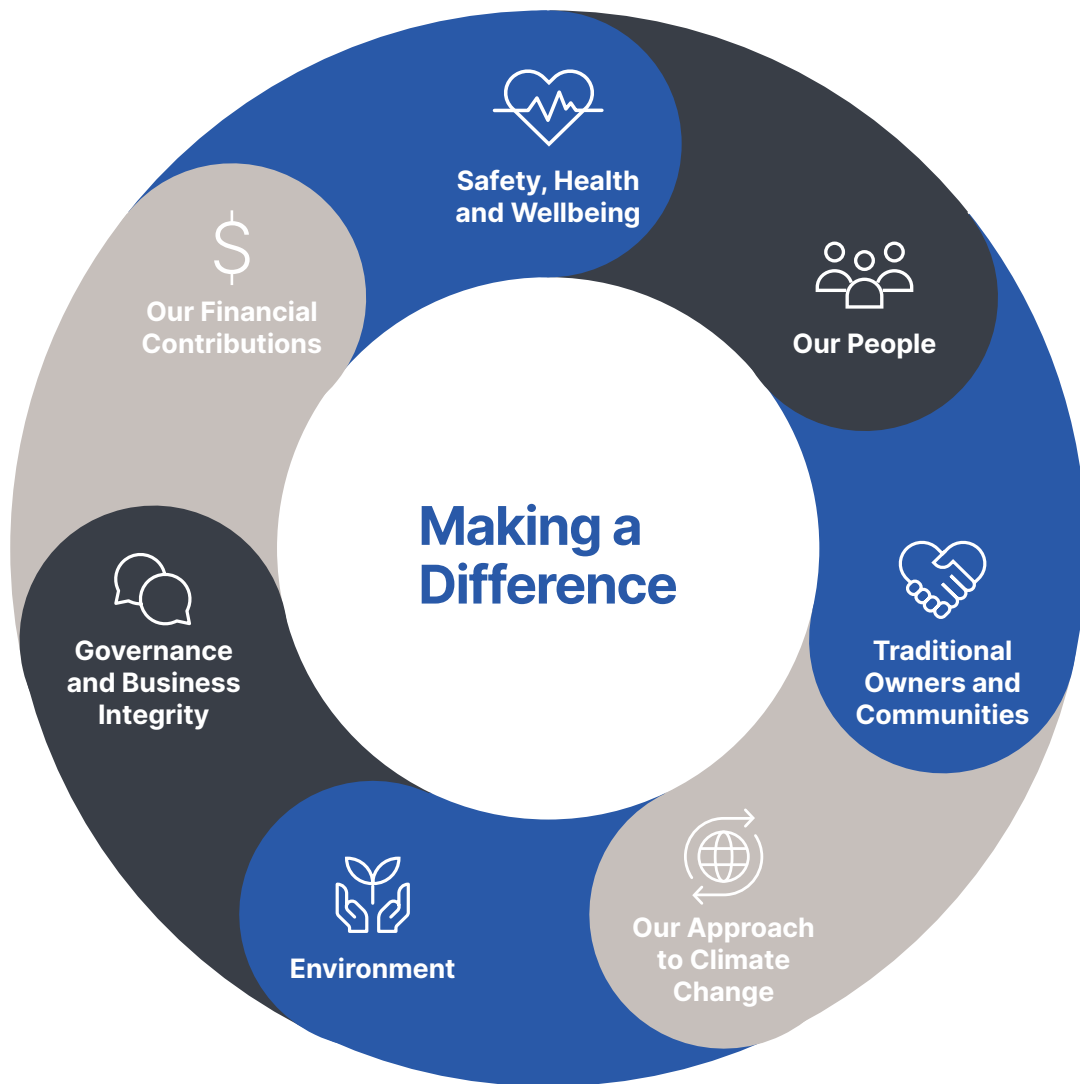 Safety, Health
and Wellbeing
Our People
Traditional
Owners and
Communities
Our Approach
to Climate
Change
Environment
Governance
and Business
Integrity
Our Financial
Contributions
Making a
Difference